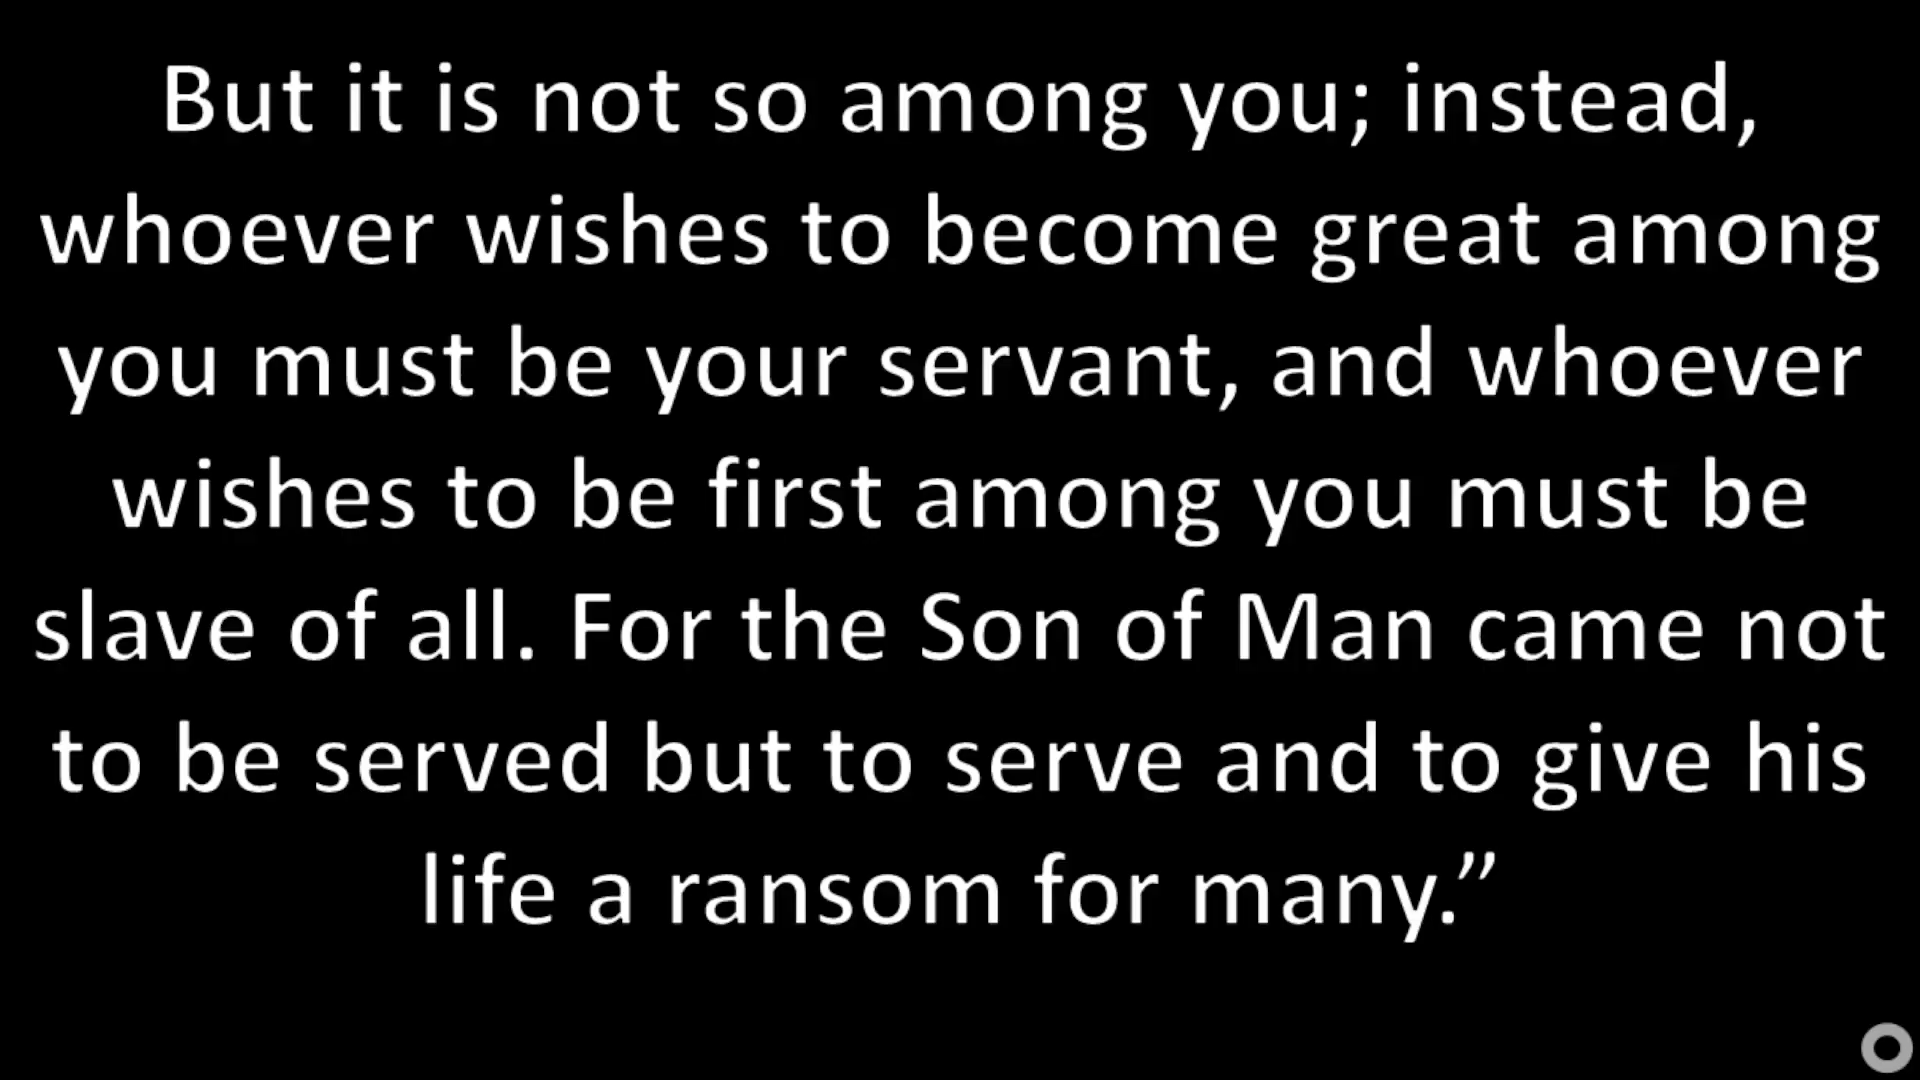 But it is not so among you; instead,
whoever wishes to become great among
you must be your servant, and whoever
wishes to be first among you must be
slave of all. For the Son of Man came not
to be served but to serve and to give his
life a ransom for many.”